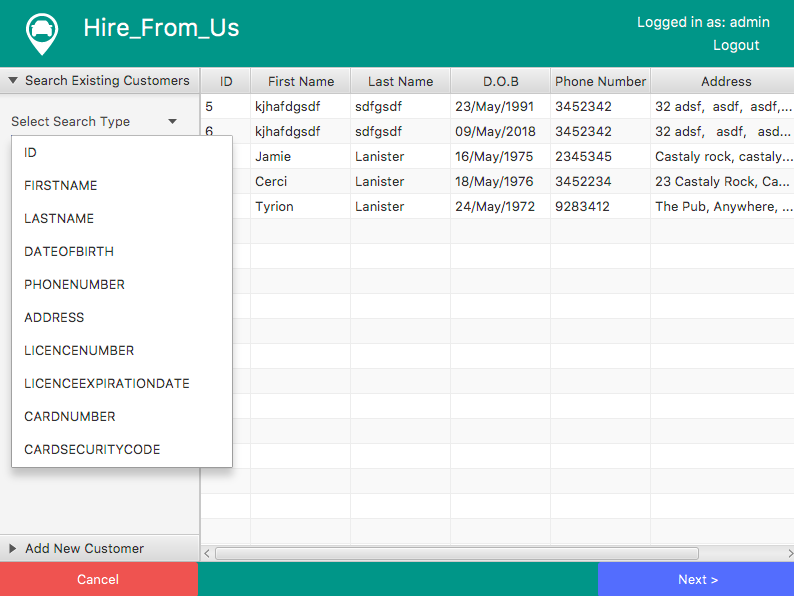 Hire_From_Us
Logged in as: admin
Logout
Search Existing Customers
Select Search Type
ID
FIRSTNAME
LASTNAME
DATEOFBIRTH
PHONENUMBER
ADDRESS
LICENCENUMBER
LICENCEEXPIRATIONDATE
CARDNUMBER
CARDSECURITYCODE
Add New Customer
ID First Name Last Name D.O.B Phone Number Address
5 kjhafdgsdf sdfgsdf 23/May/1991 3452342 32 adsf, asdf, asdf,...
6 kjhafdgsdf sdfgsdf 09/May/2018 3452342 32 adsf, asdf, asd...
Jamie Lanister 16/May/1975 2345345 Castaly rock, castaly...
Cerci Lanister 18/May/1976 3452234 23 Castaly Rock, Ca...
Tyrion Lanister 24/May/1972 9283412 The Pub, Anywhere, ...
Cancel
Next >